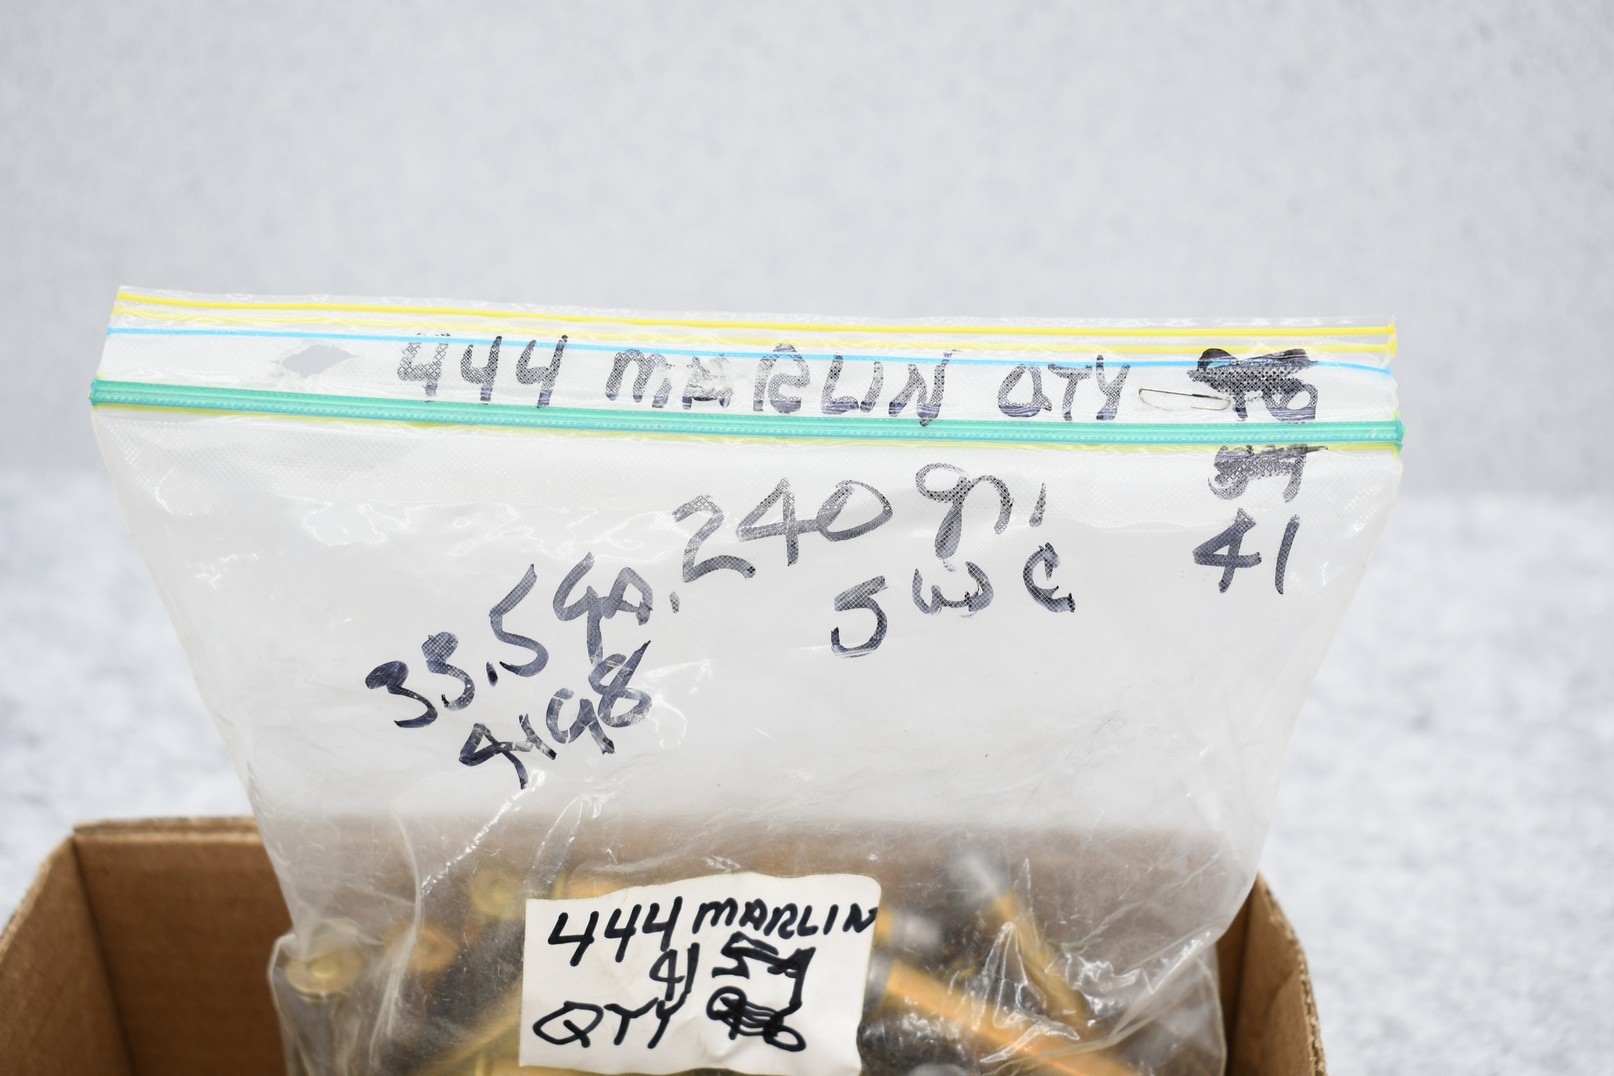 444 MARLIN QTY
41
240 gr.
SWC
33.5 gr.
4198
444 MARLIN
41
QTY